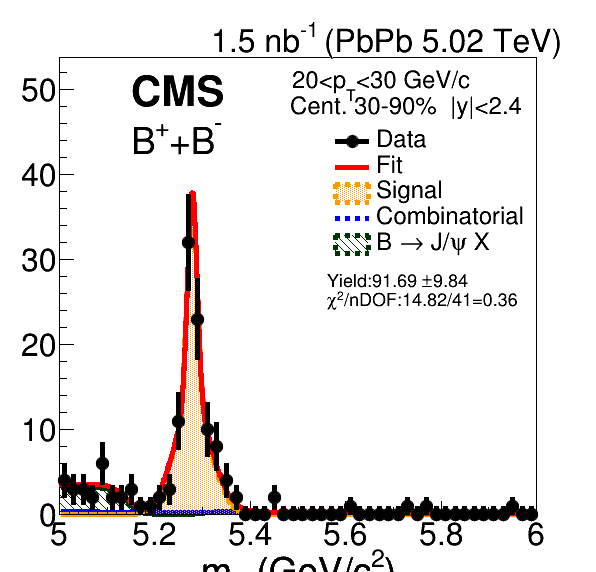 1.5 nb⁻¹ (PbPb 5.02 TeV)
CMS
B⁺+B⁻
20<p_T<30 GeV/c
Cent. 30-90% |y|<2.4
Data
Fit
Signal
Combinatorial
B → J/ψ X
Yield:91.69 ±9.84
χ²/nDOF:14.82/41=0.36
50
40
30
20
10
0
5 5.2 5.4 5.6 5.8 6
(GeV/c²)